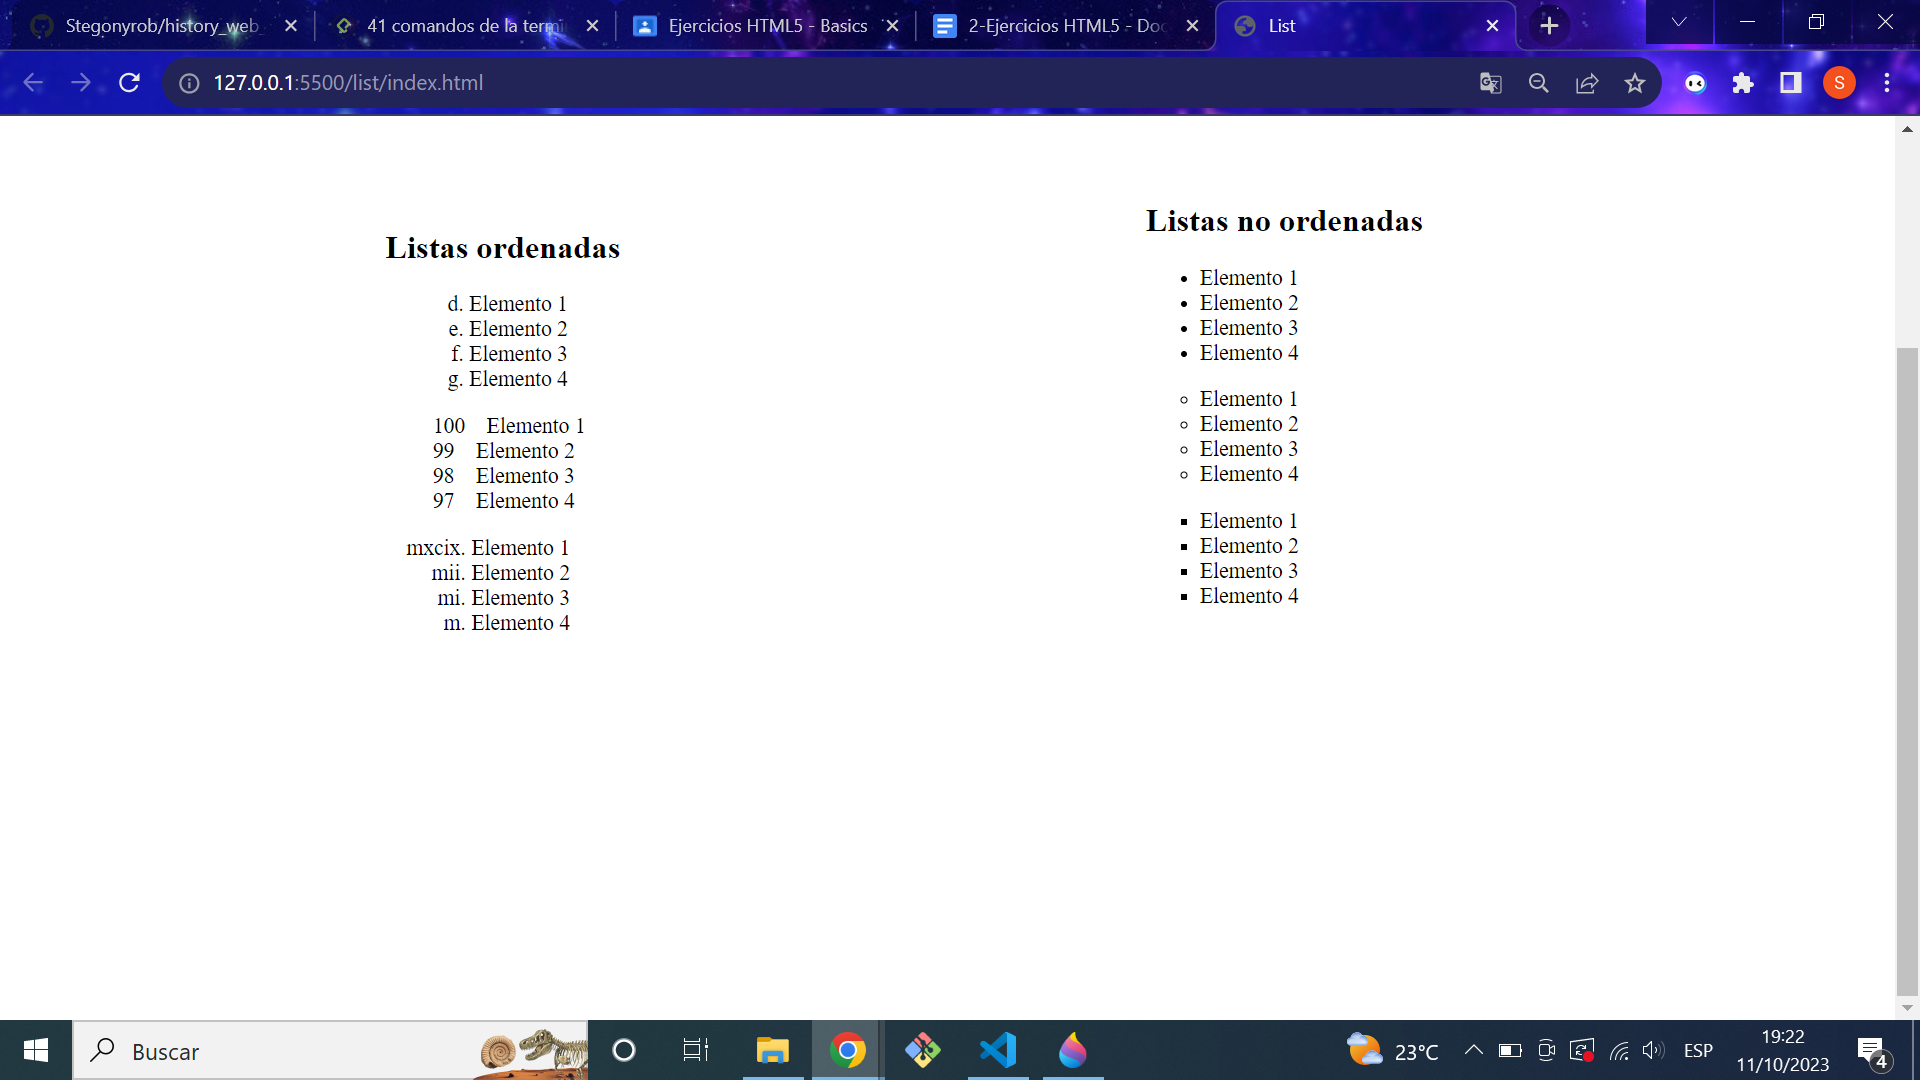 Stegonyrob/history_web
41 comandos de la termi
Ejercicios HTML5 - Basics
2-Ejercicios HTML5 - Doc
List
127.0.0.1:5500/list/index.html
S
Listas ordenadas
d. Elemento 1
e. Elemento 2
f. Elemento 3
g. Elemento 4
100 Elemento 1
99 Elemento 2
98 Elemento 3
97 Elemento 4
mxcix. Elemento 1
mii. Elemento 2
mi. Elemento 3
m. Elemento 4
Listas no ordenadas
• Elemento 1
• Elemento 2
• Elemento 3
• Elemento 4
◦ Elemento 1
◦ Elemento 2
◦ Elemento 3
◦ Elemento 4
▪ Elemento 1
▪ Elemento 2
▪ Elemento 3
▪ Elemento 4
Buscar
23°C
ESP
19:22
11/10/2023
4